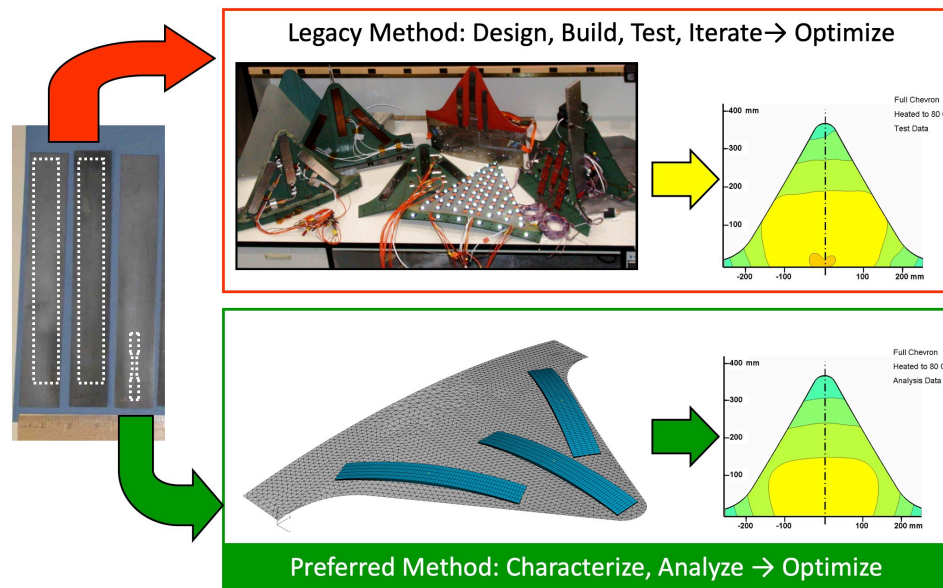 Legacy Method: Design, Build, Test, Iterate→ Optimize
Full Chevron
Heated to 80 C
Test Data
400 mm
300
200
100
-200 -100 100 200 mm
Full Chevron
Heated to 80 C
Analysis Data
400 mm
300
200
100
-200 -100 100 200 mm
Preferred Method: Characterize, Analyze → Optimize